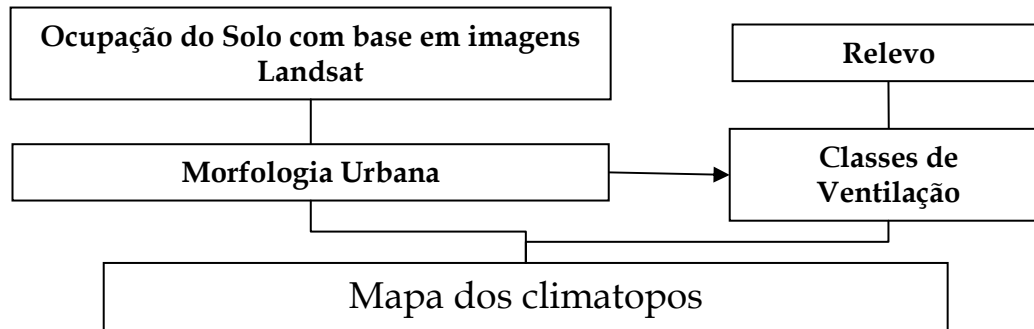 Ocupação do Solo com base em imagens
Landsat
Relevo
Morfologia Urbana
Classes de
Ventilação
Mapa dos climatopos